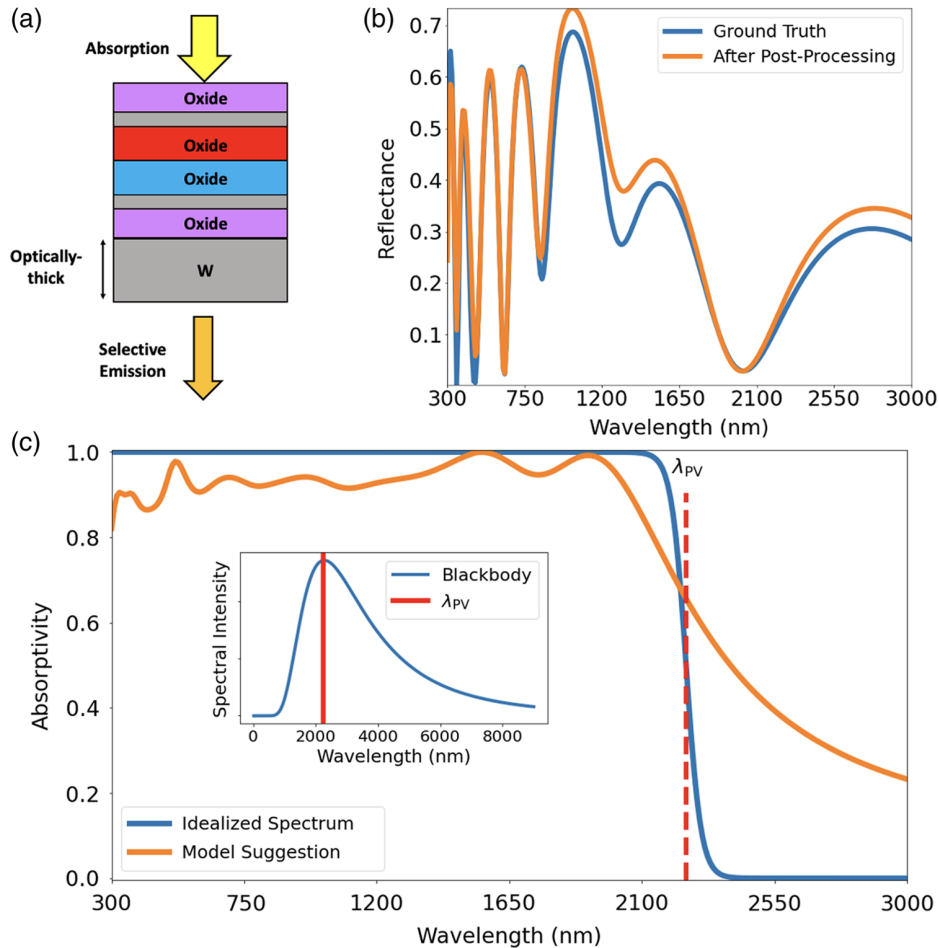 (a)
Absorption
Oxide
Oxide
Oxide
Oxide
Optically-
thick
W
Selective
Emission
(b)
Ground Truth
After Post-Processing
Reflectance
0.7
0.6
0.5
0.4
0.3
0.2
0.1
300 750 1200 1650 2100 2550 3000
Wavelength (nm)
(c)
Absorptivity
1.0
0.8
0.6
0.4
0.2
0.0
λPV
Spectral Intensity
Blackbody
λPV
0 2000 4000 6000 8000
Wavelength (nm)
Idealized Spectrum
Model Suggestion
300 750 1200 1650 2100 2550 3000
Wavelength (nm)